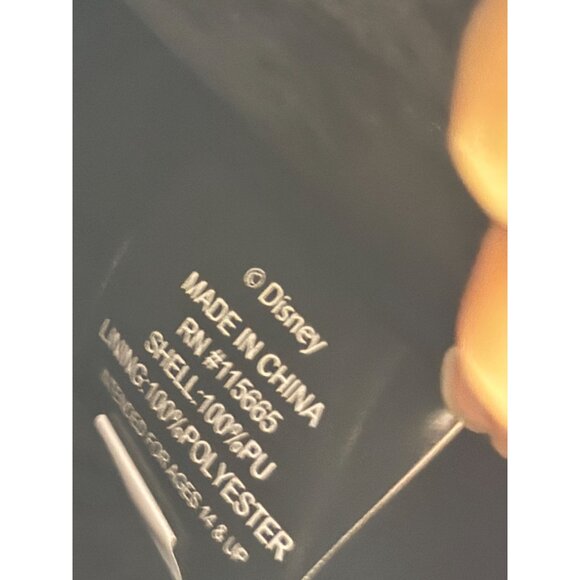 © Disney
MADE IN CHINA
RN #115665
SHELL:100%PU
LINING:100%POLYESTER
INTENDED FOR AGES 14 & UP